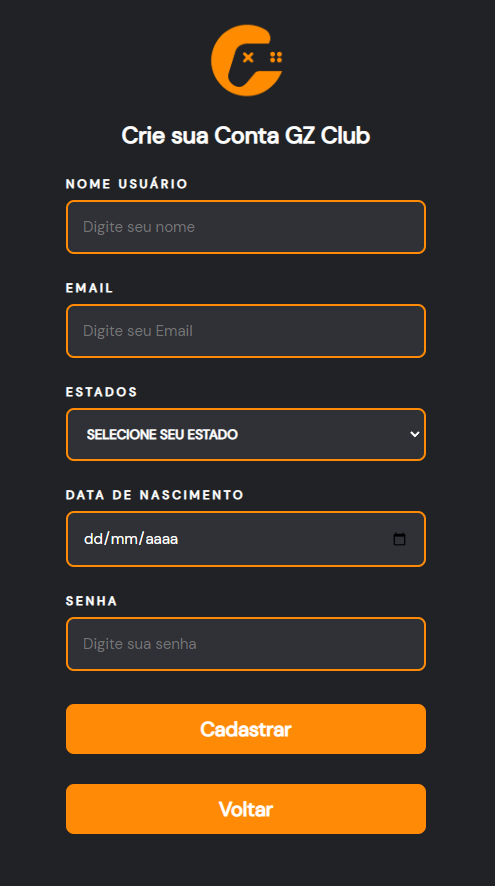 Crie sua Conta GZ Club
NOME USUÁRIO
Digite seu nome
EMAIL
Digite seu Email
ESTADOS
SELECIONE SEU ESTADO
DATA DE NASCIMENTO
dd/mm/aaaa
SENHA
Digite sua senha
Cadastrar
Voltar